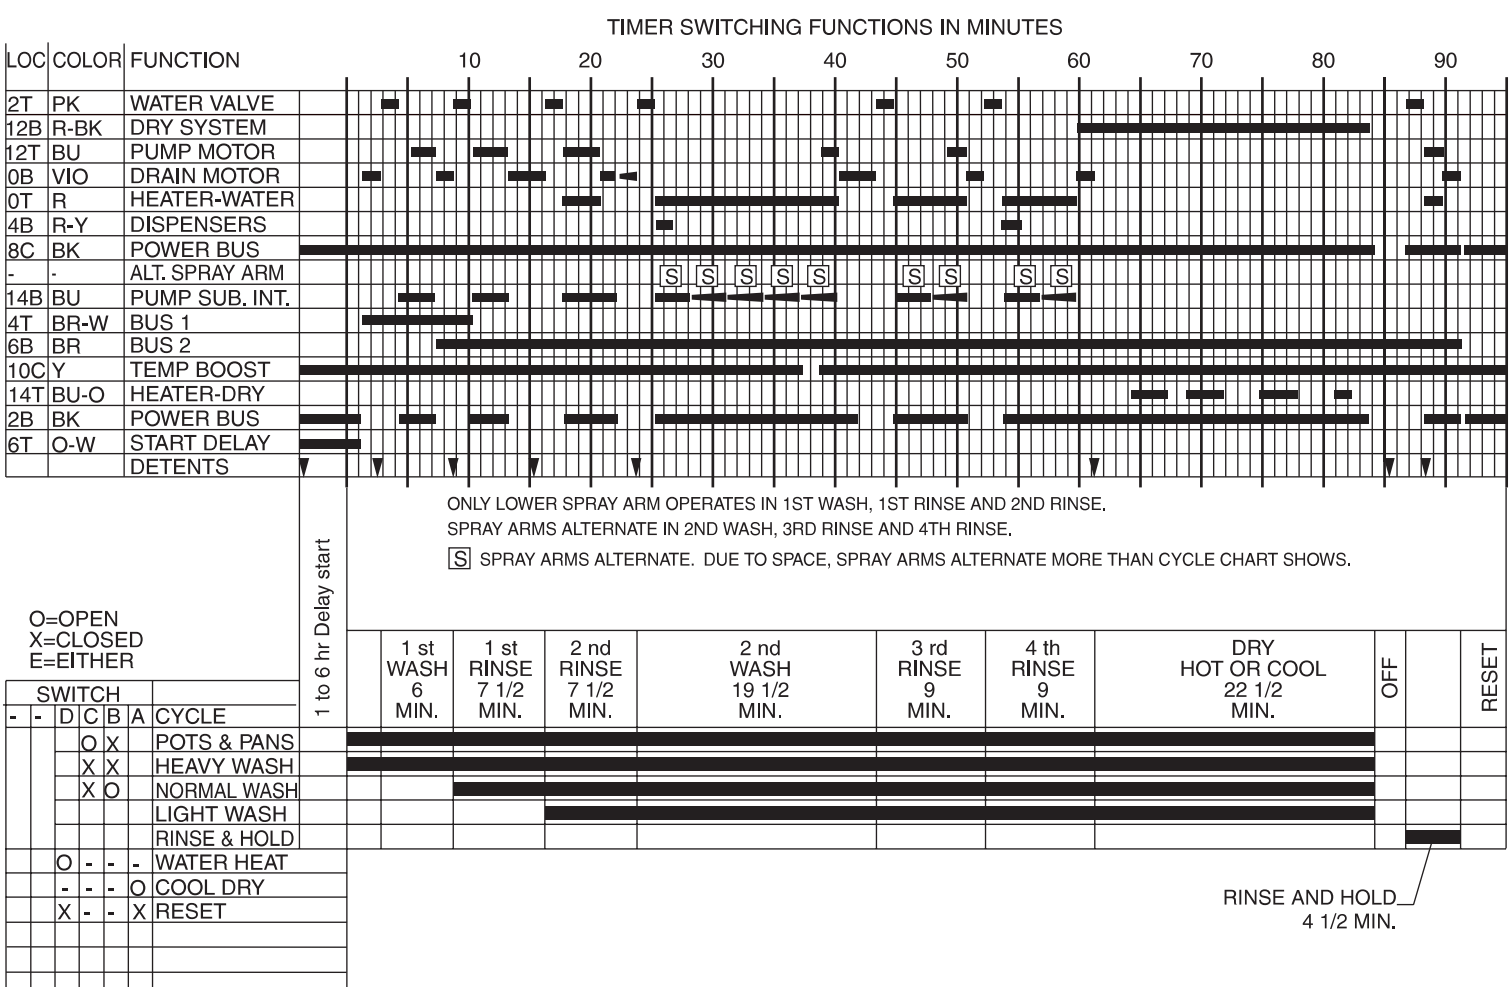 TIMER SWITCHING FUNCTIONS IN MINUTES
LOC COLOR FUNCTION 10 20 30 40 50 60 70 80 90
2T PK WATER VALVE
12B R-BK DRY SYSTEM
12T BU PUMP MOTOR
0B VIO DRAIN MOTOR
0T R HEATER-WATER
4B R-Y DISPENSERS
8C BK POWER BUS
- - ALT. SPRAY ARM S S S S S S S S S
14B BU PUMP SUB. INT.
4T BR-W BUS 1
6B BR BUS 2
10C Y TEMP BOOST
14T BU-O HEATER-DRY
2B BK POWER BUS
6T O-W START DELAY
DETENTS
ONLY LOWER SPRAY ARM OPERATES IN 1ST WASH, 1ST RINSE AND 2ND RINSE.
SPRAY ARMS ALTERNATE IN 2ND WASH, 3RD RINSE AND 4TH RINSE.
S SPRAY ARMS ALTERNATE. DUE TO SPACE, SPRAY ARMS ALTERNATE MORE THAN CYCLE CHART SHOWS.
1 to 6 hr Delay start
O=OPEN
X=CLOSED
E=EITHER
1 st WASH 6 MIN.
1 st RINSE 7 1/2 MIN.
2 nd RINSE 7 1/2 MIN.
2 nd WASH 19 1/2 MIN.
3 rd RINSE 9 MIN.
4 th RINSE 9 MIN.
DRY HOT OR COOL 22 1/2 MIN.
OFF
RESET
SWITCH
- - D C B A CYCLE
O X POTS & PANS
X X HEAVY WASH
X O NORMAL WASH
LIGHT WASH
RINSE & HOLD
O - - - WATER HEAT
- - - O COOL DRY
X - - X RESET
RINSE AND HOLD
4 1/2 MIN.